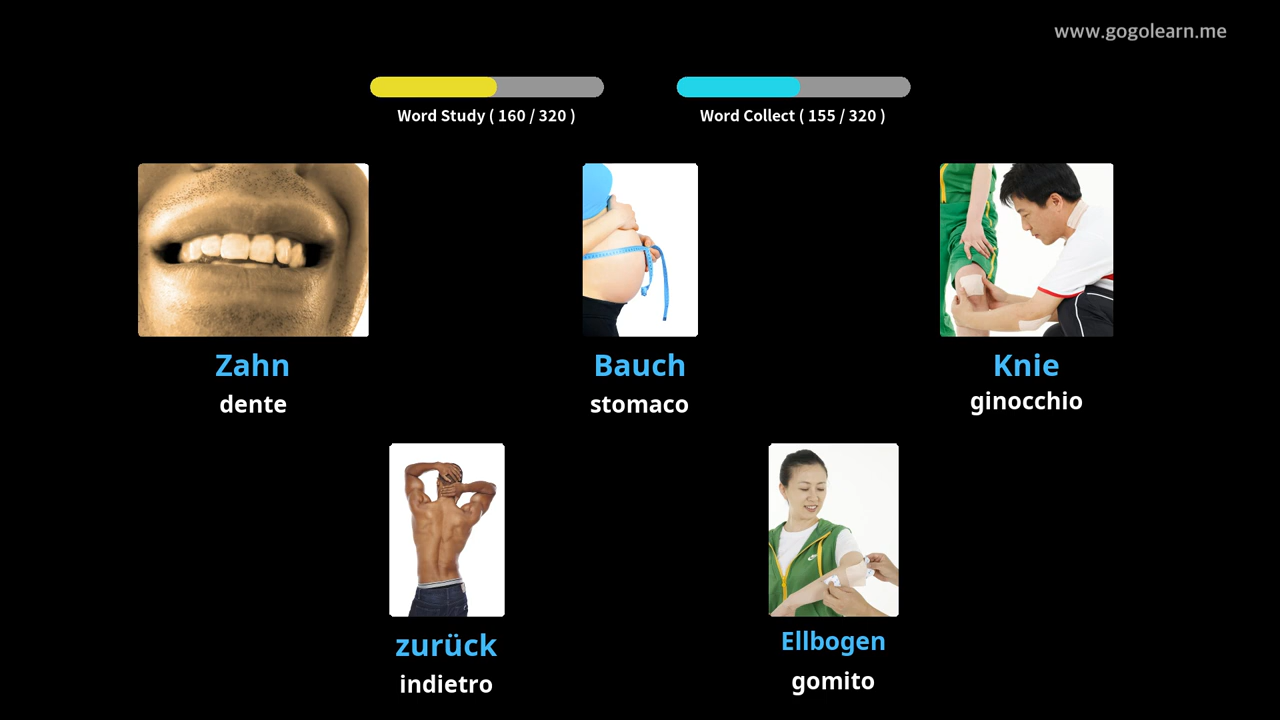 www.gogolearn.me
Word Study ( 160 / 320 )
Word Collect ( 155 / 320 )
Zahn
dente
Bauch
stomaco
Knie
ginocchio
zurück
indietro
Ellbogen
gomito